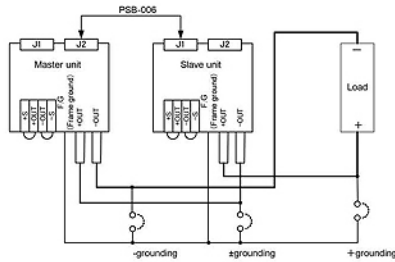 PSB-006
J1
J2
J1
J2
Master unit
Slave unit
F.G
(Frame ground)
+S
+OUT
-OUT
-S
+OUT
-OUT
F.G
(Frame ground)
+S
+OUT
-OUT
-S
+OUT
-OUT
−
Load
+
-grounding
±grounding
+grounding